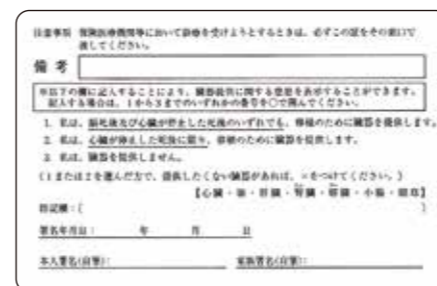 注意事項 保険医療機関等において診療を受けようとするときは、必ずこの証をその窓口で
渡してください。
備考
※以下の欄に記入することにより、臓器提供に関する意思を表示することができます。
記入する場合は、1から3までのいずれかの番号を○で囲んでください。
1. 私は、脳死後及び心臓が停止した死後のいずれでも、移植のために臓器を提供します。
2. 私は、心臓が停止した死後に限り、移植のために臓器を提供します。
3. 私は、臓器を提供しません。
(1または2を選んだ方で、提供したくない臓器があれば、×をつけてください。)
【心臓・肺・肝臓・腎臓・膵臓・小腸・眼球】
特記欄:( )
署名年月日: 年 月 日
本人署名(自筆): 家族署名(自筆):